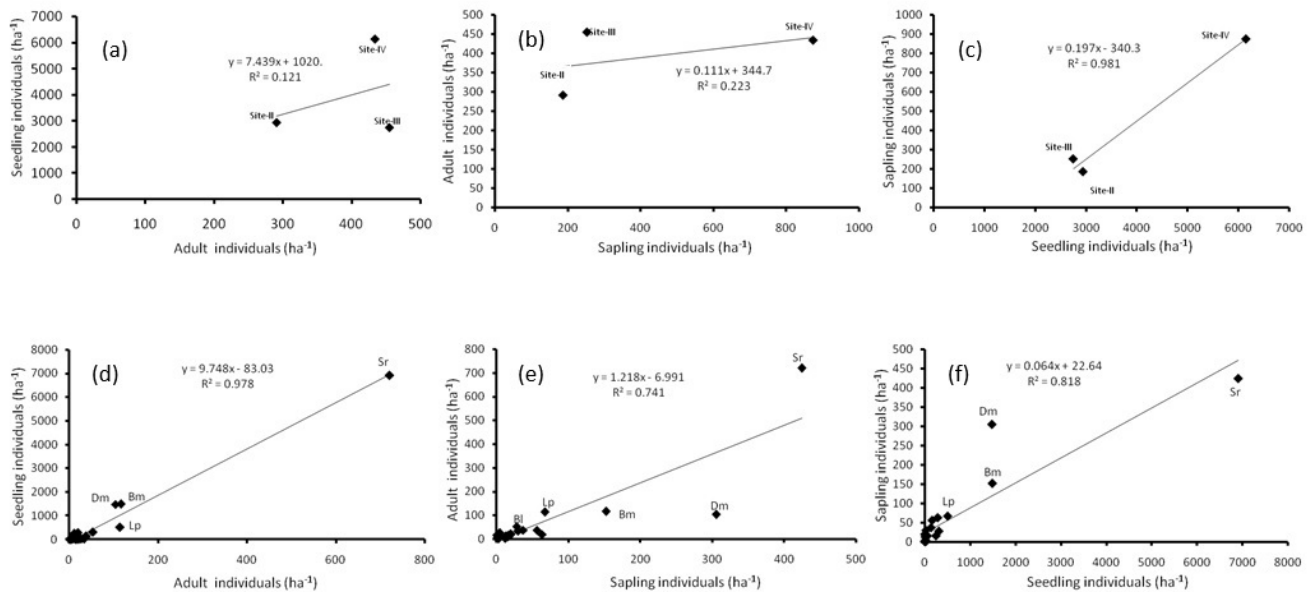 (a)
Seedling individuals (ha⁻¹)
7000
6000
5000
4000
3000
2000
1000
0
y = 7.439x + 1020.
R² = 0.121
Site-IV
Site-II
Site-III
0 100 200 300 400 500
Adult individuals (ha⁻¹)
(b)
Adult individuals (ha⁻¹)
500
450
400
350
300
250
200
150
100
50
0
Site-III
Site-IV
Site-II
y = 0.111x + 344.7
R² = 0.223
0 200 400 600 800 1000
Sapling individuals (ha⁻¹)
(c)
Sapling individuals (ha⁻¹)
1000
900
800
700
600
500
400
300
200
100
0
y = 0.197x - 340.3
R² = 0.981
Site-IV
Site-III
Site-II
0 1000 2000 3000 4000 5000 6000 7000
Seedling individuals (ha⁻¹)
(d)
Seedling individuals (ha⁻¹)
8000
7000
6000
5000
4000
3000
2000
1000
0
y = 9.748x - 83.03
R² = 0.978
Sr
Dm
Bm
Lp
0 200 400 600 800
Adult individuals (ha⁻¹)
(e)
Adult individuals (ha⁻¹)
800
700
600
500
400
300
200
100
0
Sr
y = 1.218x - 6.991
R² = 0.741
Lp
Bl
Bm
Dm
0 100 200 300 400 500
Sapling individuals (ha⁻¹)
(f)
Sapling individuals (ha⁻¹)
500
450
400
350
300
250
200
150
100
50
0
y = 0.064x + 22.64
R² = 0.818
Sr
Dm
Bm
Lp
0 1000 2000 3000 4000 5000 6000 7000 8000
Seedling individuals (ha⁻¹)